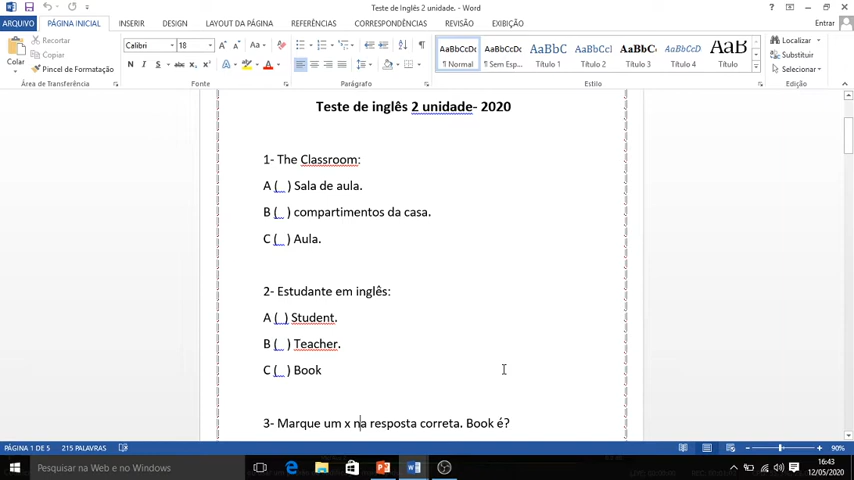 Teste de Inglês 2 unidade. - Word
ARQUIVO PÁGINA INICIAL INSERIR DESIGN LAYOUT DA PÁGINA REFERÊNCIAS CORRESPONDÊNCIAS REVISÃO EXIBIÇÃO Entrar
Colar
Recortar
Copiar
Pincel de Formatação
Área de Transferência
Calibri 18
Fonte
Parágrafo
AaBbCcDc AaBbCcDc AaBbC AaBbCcI AaBbCc AaBbCcD AaB
¶ Normal ¶ Sem Esp... Título 1 Título 2 Título 3 Título 4 Título
Estilo
Localizar
Substituir
Selecionar
Edição
Teste de inglês 2 unidade- 2020
1- The Classroom:
A ( ) Sala de aula.
B ( ) compartimentos da casa.
C ( ) Aula.
2- Estudante em inglês:
A ( ) Student.
B ( ) Teacher.
C ( ) Book
3- Marque um x na resposta correta. Book é?
PÁGINA 1 DE 5 215 PALAVRAS 90%
Pesquisar na Web e no Windows
16:43
12/05/2020